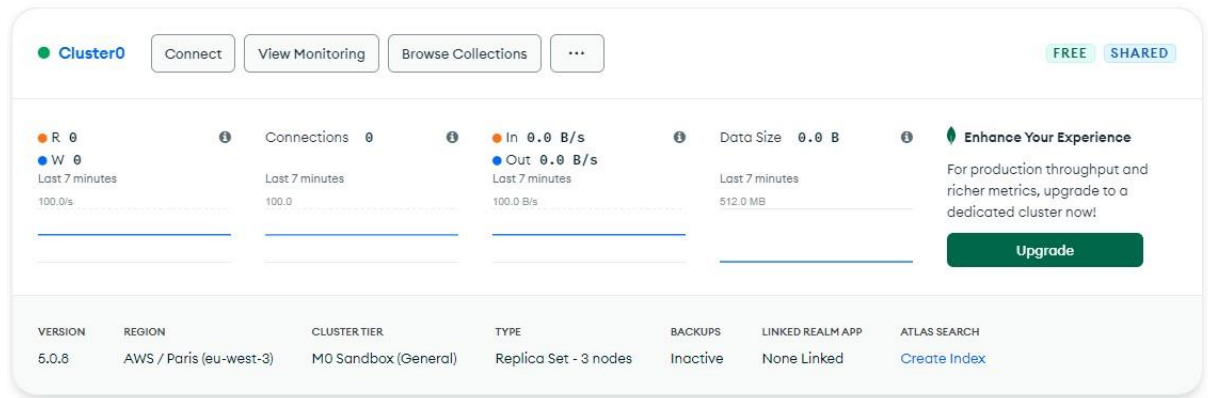 Cluster0 Connect View Monitoring Browse Collections ... FREE SHARED
R 0
W 0
Last 7 minutes
100.0/s
Connections 0
Last 7 minutes
100.0
In 0.0 B/s
Out 0.0 B/s
Last 7 minutes
100.0 B/s
Data Size 0.0 B
Last 7 minutes
512.0 MB
Enhance Your Experience
For production throughput and
richer metrics, upgrade to a
dedicated cluster now!
Upgrade
VERSION REGION CLUSTER TIER TYPE BACKUPS LINKED REALM APP ATLAS SEARCH
5.0.8 AWS / Paris (eu-west-3) M0 Sandbox (General) Replica Set - 3 nodes Inactive None Linked Create Index